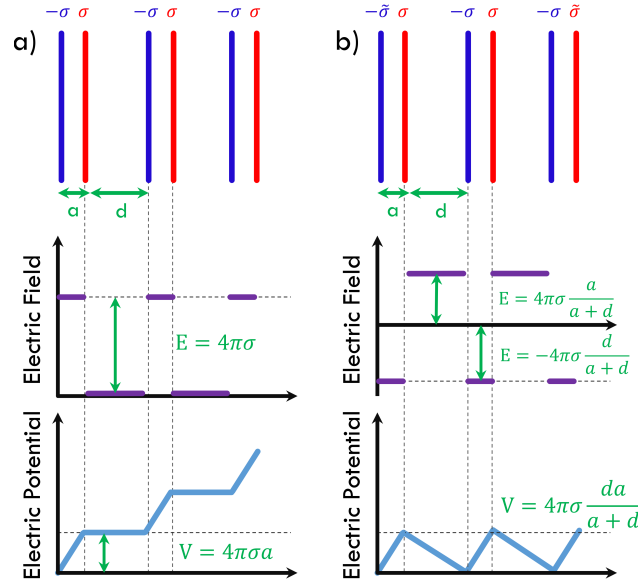 −σ σ −σ σ −σ σ
a)
a d
Electric Field
E = 4πσ
Electric Potential
V = 4πσa
−σ̃ σ −σ σ −σ σ̃
b)
a d
Electric Field
E = 4πσ a/(a + d)
E = −4πσ d/(a + d)
Electric Potential
V = 4πσ da/(a + d)